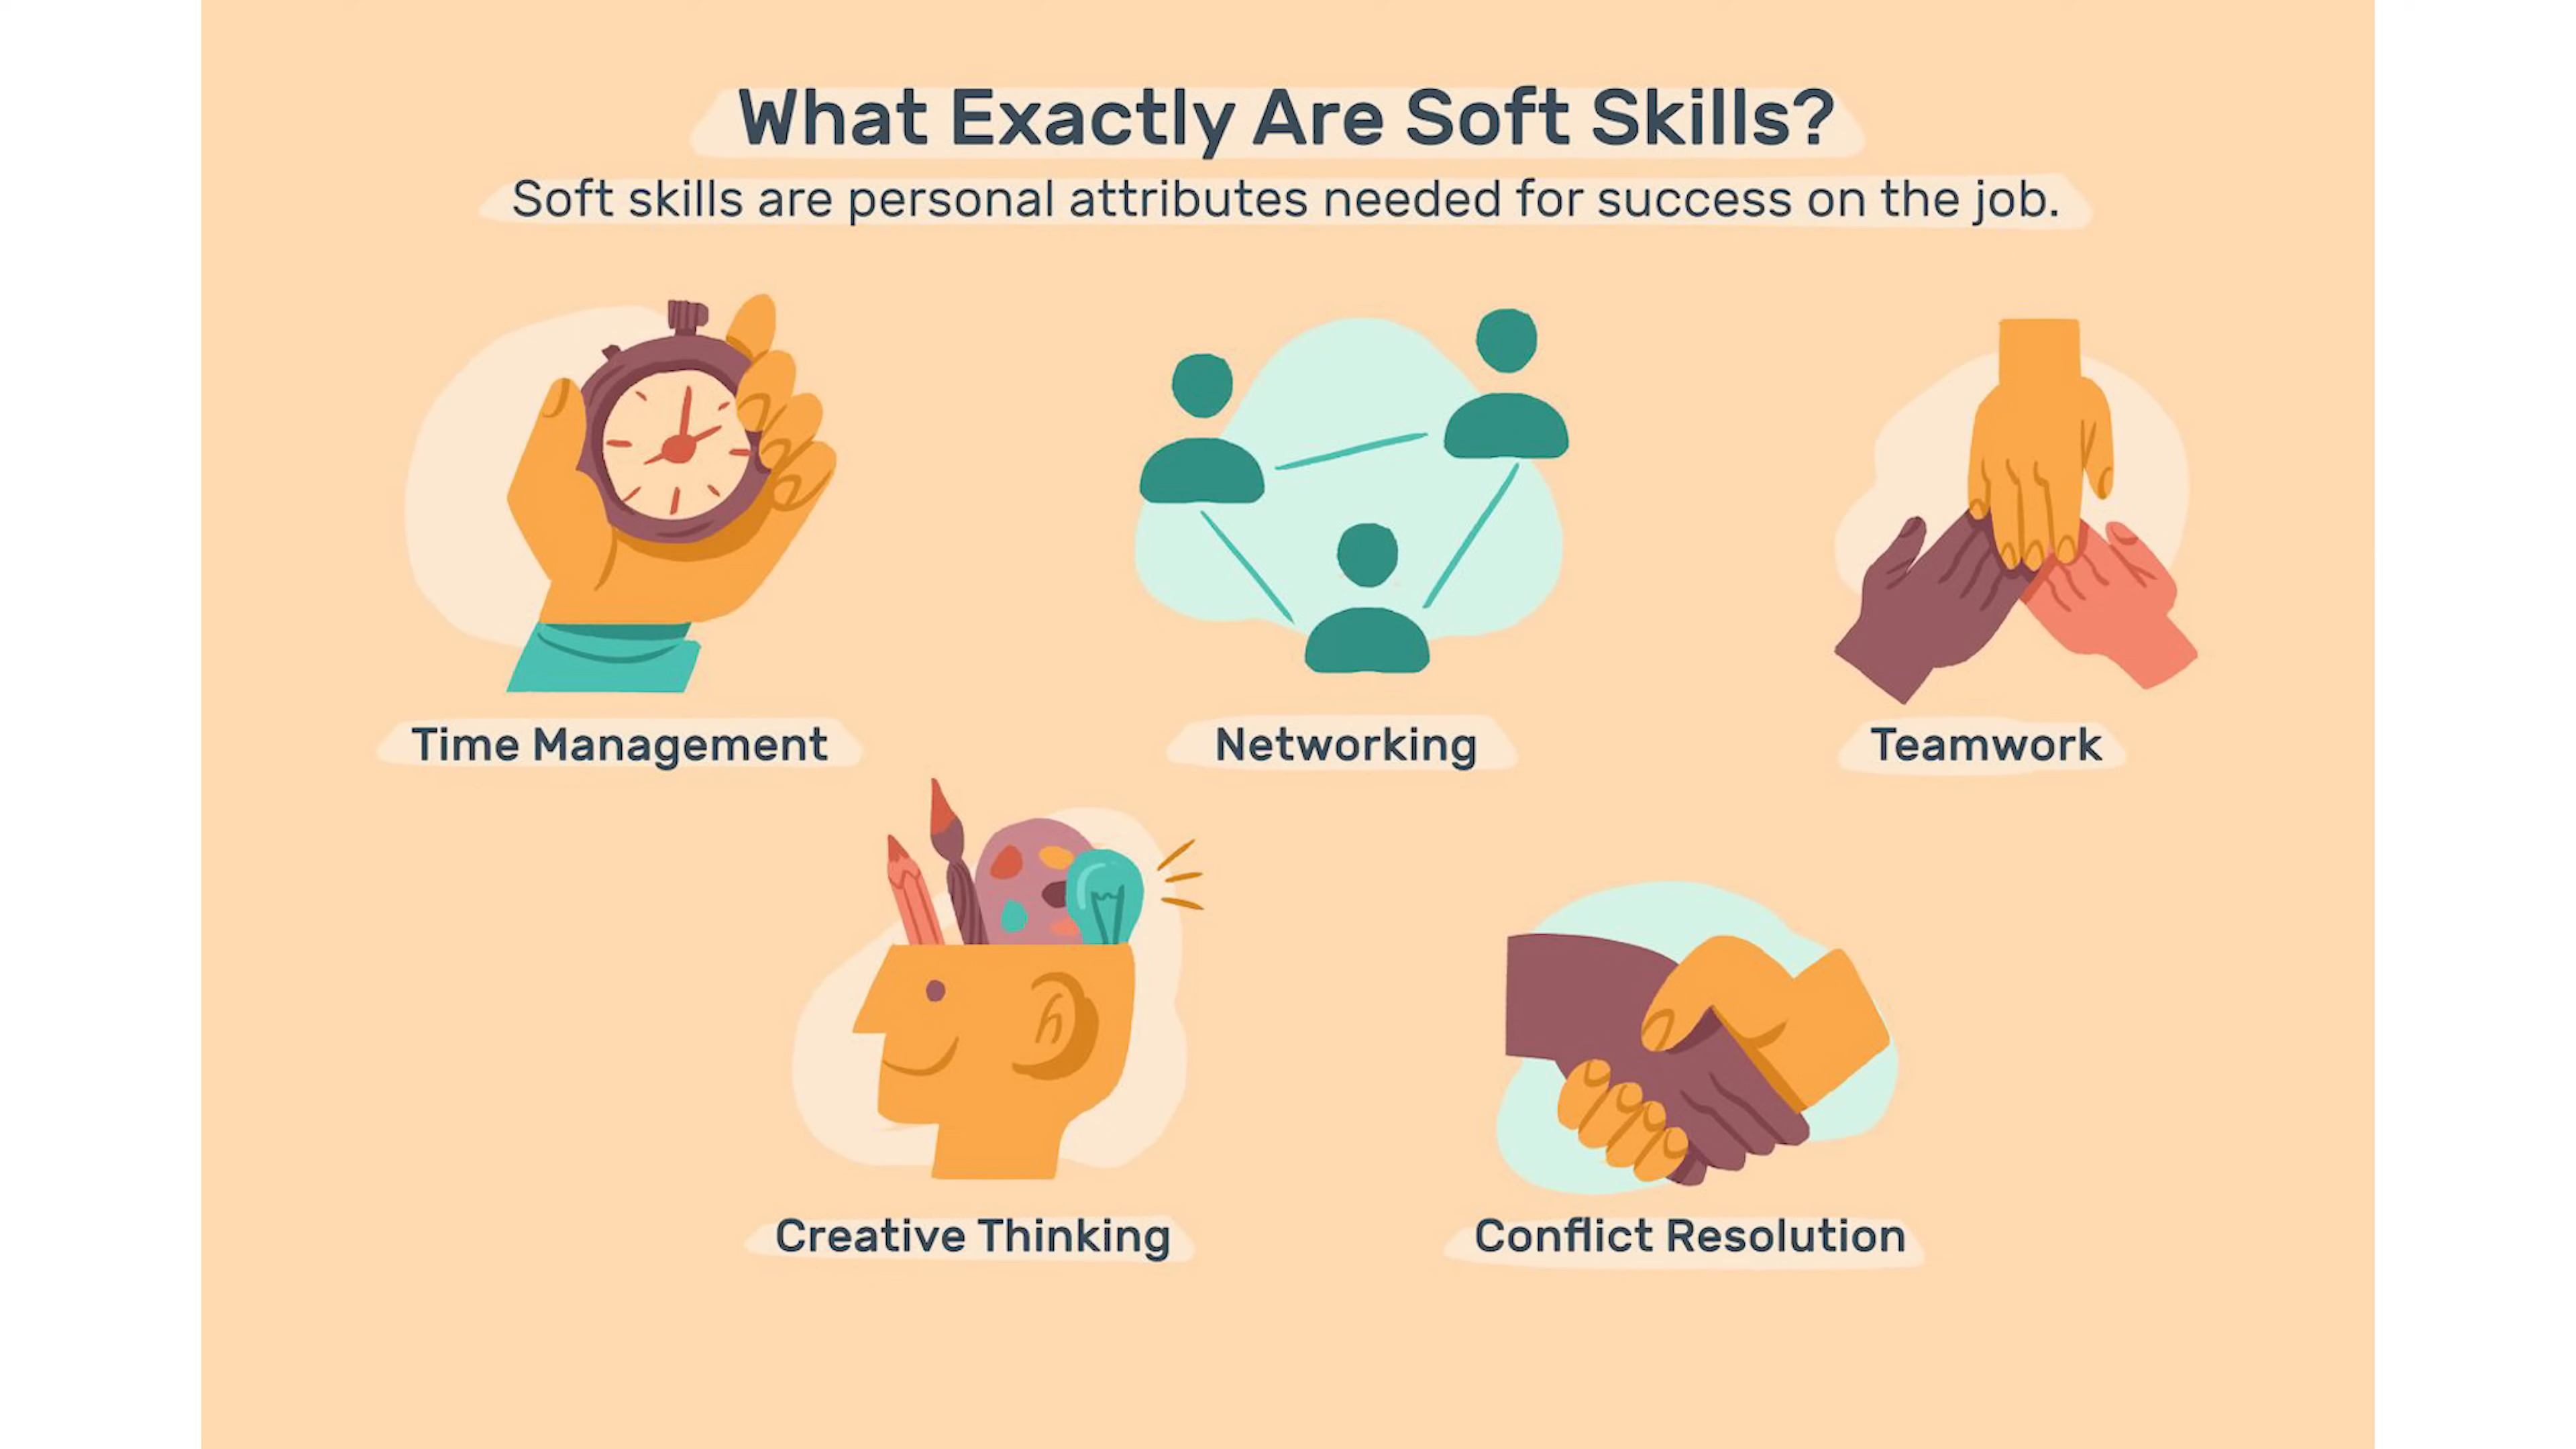 What Exactly Are Soft Skills?
Soft skills are personal attributes needed for success on the job.
Time Management
Networking
Teamwork
Creative Thinking
Conflict Resolution